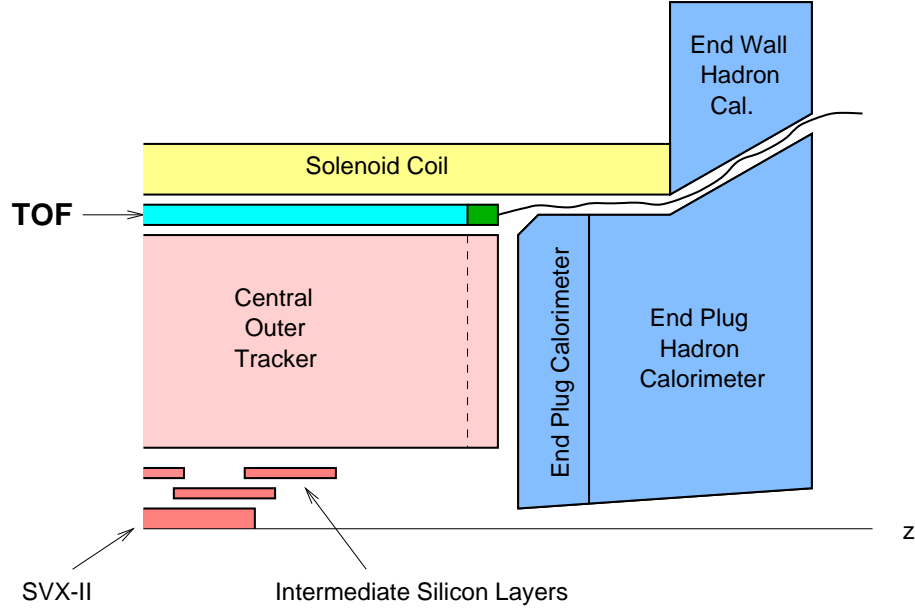 End Wall
Hadron
Cal.
Solenoid Coil
TOF
Central
Outer
Tracker
End Plug Calorimeter
End Plug
Hadron
Calorimeter
z
SVX-II
Intermediate Silicon Layers